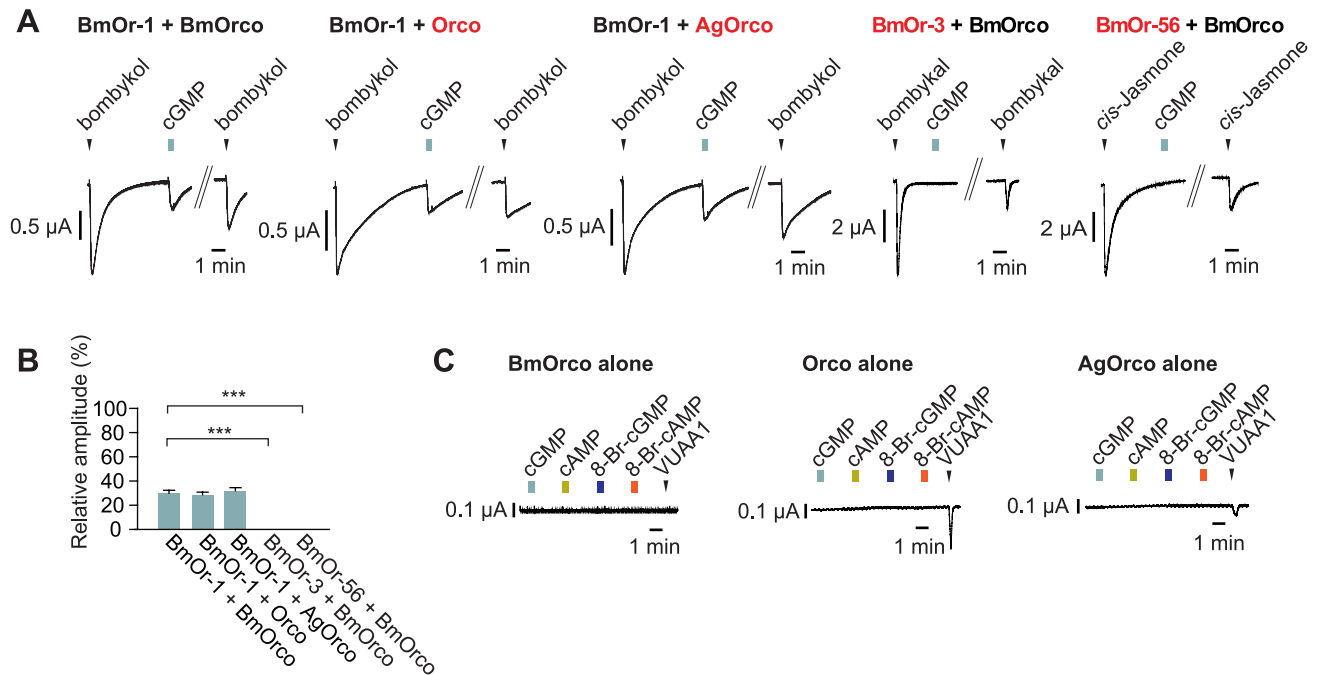 A
BmOr-1 + BmOrco
BmOr-1 + Orco
BmOr-1 + AgOrco
BmOr-3 + BmOrco
BmOr-56 + BmOrco
bombykol
cGMP
bombykol
bombykol
cGMP
bombykol
bombykol
cGMP
bombykol
bombykal
cGMP
bombykal
cis-Jasmone
cGMP
cis-Jasmone
0.5 µA
1 min
0.5 µA
1 min
0.5 µA
1 min
2 µA
1 min
2 µA
1 min
B
Relative amplitude (%)
100
80
60
40
20
0
***
***
BmOr-1 + BmOrco
BmOr-1 + Orco
BmOr-1 + AgOrco
BmOr-3 + BmOrco
BmOr-56 + BmOrco
C
BmOrco alone
Orco alone
AgOrco alone
cGMP
cAMP
8-Br-cGMP
8-Br-cAMP
VUAA1
0.1 µA
1 min
cGMP
cAMP
8-Br-cGMP
8-Br-cAMP
VUAA1
0.1 µA
1 min
cGMP
cAMP
8-Br-cGMP
8-Br-cAMP
VUAA1
0.1 µA
1 min